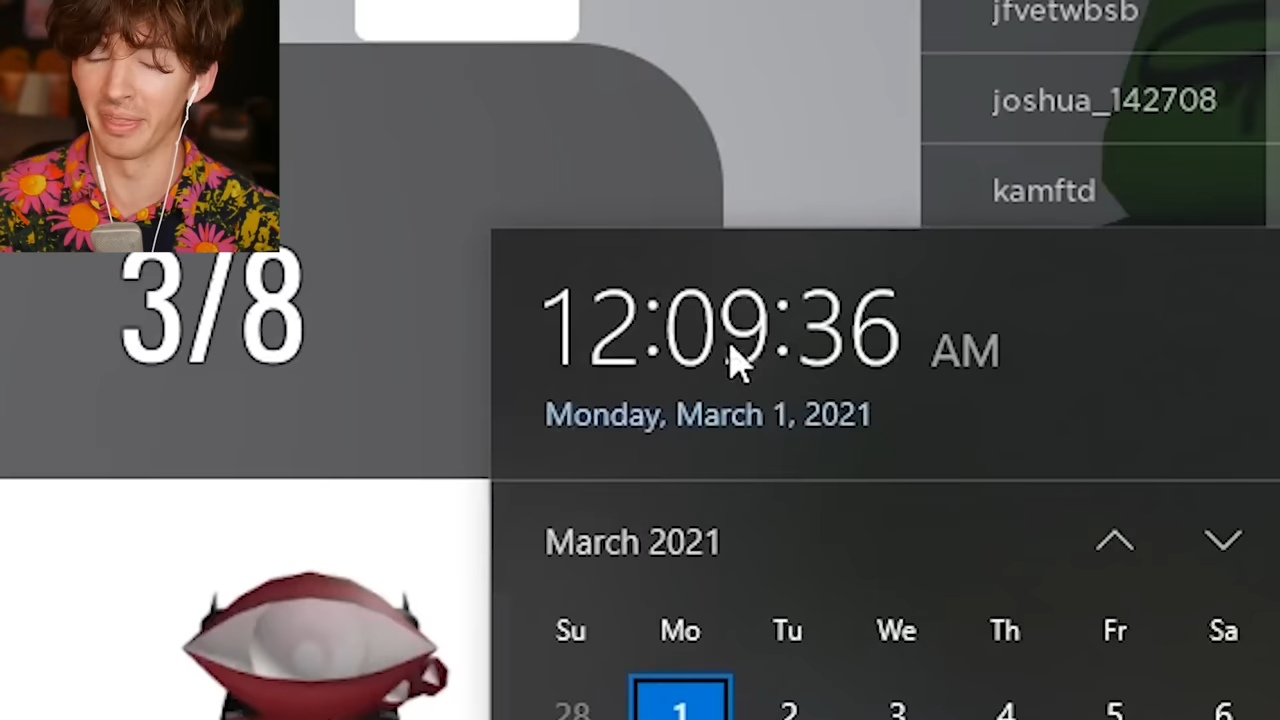 jfvetwbsb
joshua_142708
kamftd
3/8
12:09:36 AM
Monday, March 1, 2021
March 2021
Su Mo Tu We Th Fr Sa
28 1 2 3 4 5 6